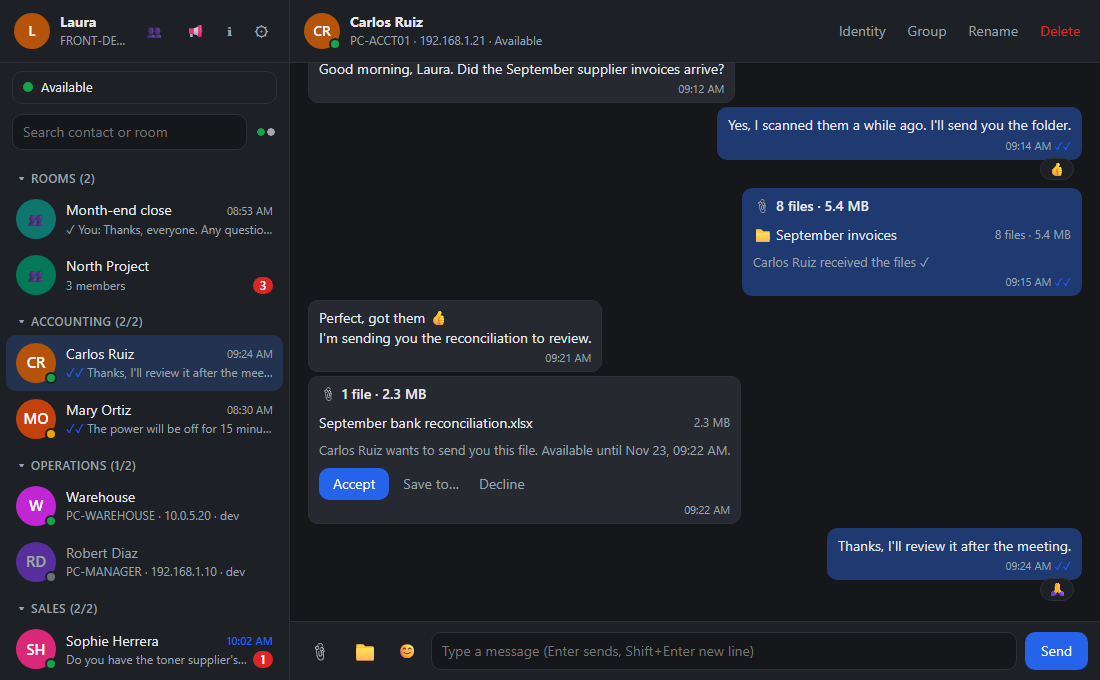 L
Laura
FRONT-DE...
Available
Search contact or room
ROOMS (2)
Month-end close
08:53 AM
✓ You: Thanks, everyone. Any questio...
North Project
3 members
3
ACCOUNTING (2/2)
CR
Carlos Ruiz
09:24 AM
✓✓ Thanks, I'll review it after the mee...
MO
Mary Ortiz
08:30 AM
✓✓ The power will be off for 15 minu...
OPERATIONS (1/2)
W
Warehouse
PC-WAREHOUSE · 10.0.5.20 · dev
RD
Robert Diaz
PC-MANAGER · 192.168.1.10 · dev
SALES (2/2)
SH
Sophie Herrera
10:02 AM
Do you have the toner supplier's...
1
CR
Carlos Ruiz
PC-ACCT01 · 192.168.1.21 · Available
Identity
Group
Rename
Delete
Good morning, Laura. Did the September supplier invoices arrive?
09:12 AM
Yes, I scanned them a while ago. I'll send you the folder.
09:14 AM ✓✓
👍
8 files · 5.4 MB
September invoices
8 files · 5.4 MB
Carlos Ruiz received the files ✓
09:15 AM ✓✓
Perfect, got them 👍
I'm sending you the reconciliation to review.
09:21 AM
1 file · 2.3 MB
September bank reconciliation.xlsx
2.3 MB
Carlos Ruiz wants to send you this file. Available until Nov 23, 09:22 AM.
Accept
Save to...
Decline
09:22 AM
Thanks, I'll review it after the meeting.
09:24 AM ✓✓
🙏
Type a message (Enter sends, Shift+Enter new line)
Send